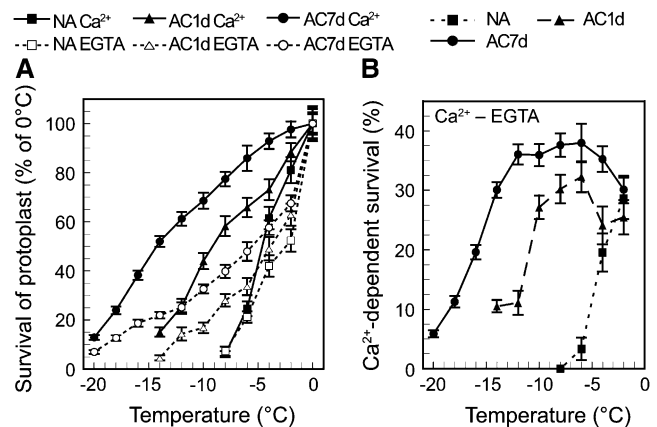 NA Ca²⁺ AC1d Ca²⁺ AC7d Ca²⁺
NA EGTA AC1d EGTA AC7d EGTA
NA AC1d
AC7d
A
Survival of protoplast (% of 0°C)
100
80
60
40
20
0
-20 -15 -10 -5 0
Temperature (°C)
B
Ca²⁺ – EGTA
Ca²⁺-dependent survival (%)
40
30
20
10
0
-20 -15 -10 -5 0
Temperature (°C)